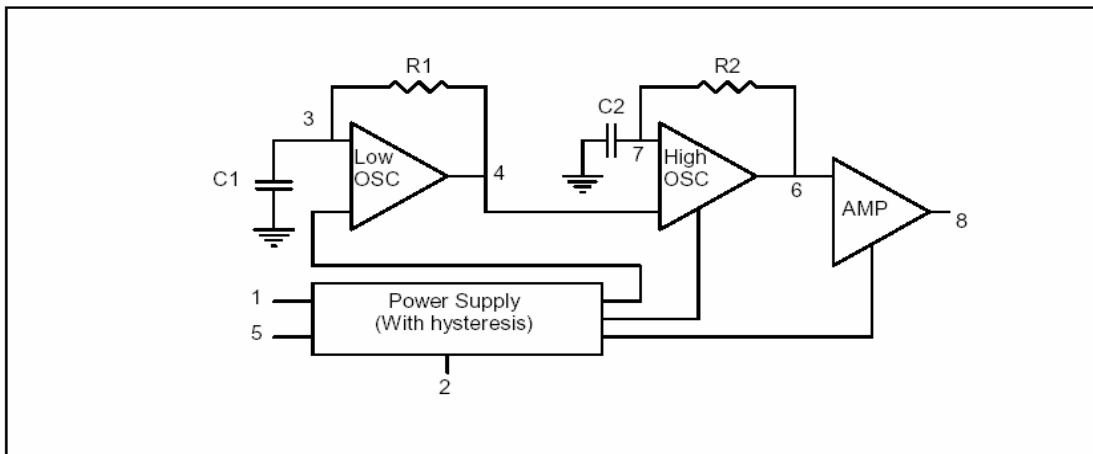 R1
R2
C2
3
7
Low
OSC
High
OSC
C1
4
6
AMP
8
1
Power Supply
(With hysteresis)
5
2